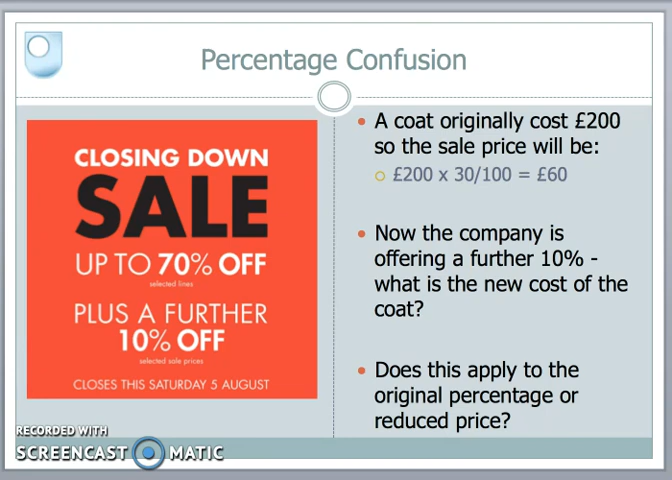 Percentage Confusion
CLOSING DOWN
SALE
UP TO 70% OFF
selected lines
PLUS A FURTHER
10% OFF
selected sale prices
CLOSES THIS SATURDAY 5 AUGUST
A coat originally cost £200
so the sale price will be:
£200 x 30/100 = £60
Now the company is
offering a further 10% -
what is the new cost of the
coat?
Does this apply to the
original percentage or
reduced price?
RECORDED WITH
SCREENCAST MATIC